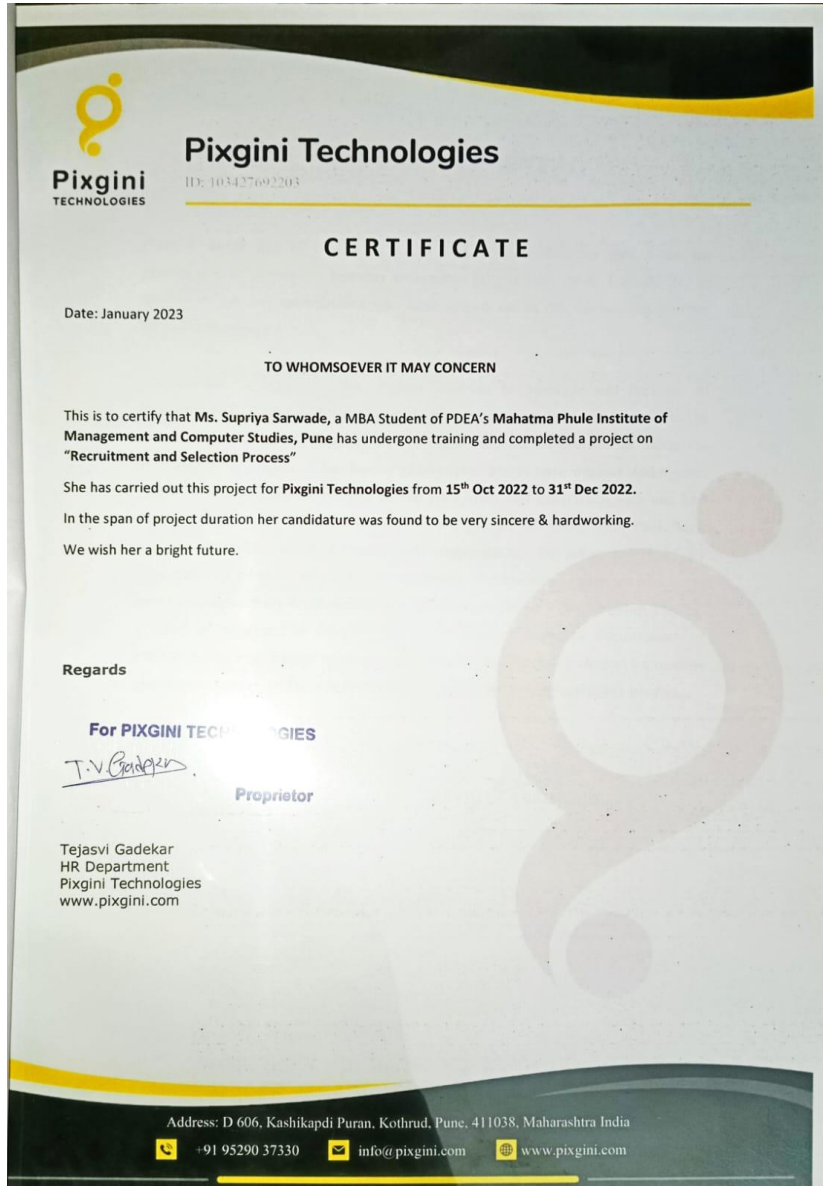 Pixgini
TECHNOLOGIES
Pixgini Technologies
ID: 103427692203
CERTIFICATE
Date: January 2023
TO WHOMSOEVER IT MAY CONCERN
This is to certify that Ms. Supriya Sarwade, a MBA Student of PDEA's Mahatma Phule Institute of
Management and Computer Studies, Pune has undergone training and completed a project on
“Recruitment and Selection Process”
She has carried out this project for Pixgini Technologies from 15th Oct 2022 to 31st Dec 2022.
In the span of project duration her candidature was found to be very sincere & hardworking.
We wish her a bright future.
Regards
For PIXGINI TECHNOLOGIES
T.V.Gadekar
Proprietor
Tejasvi Gadekar
HR Department
Pixgini Technologies
www.pixgini.com
Address: D 606, Kashikapdi Puran, Kothrud, Pune, 411038, Maharashtra India
+91 95290 37330 info@pixgini.com www.pixgini.com